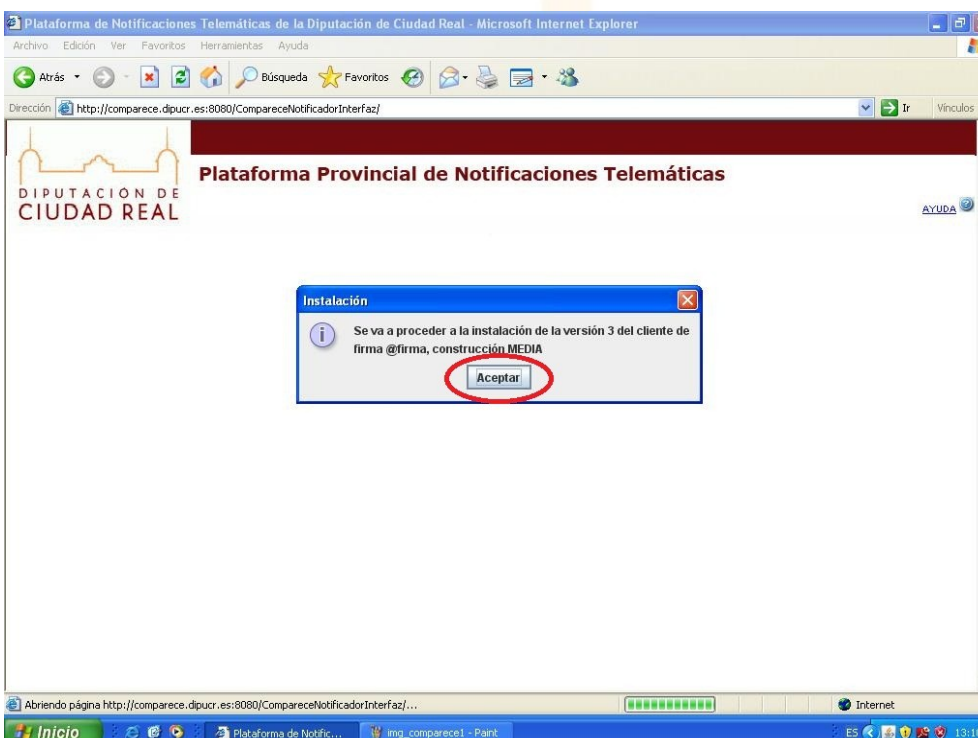 Plataforma de Notificaciones Telemáticas de la Diputación de Ciudad Real - Microsoft Internet Explorer
Archivo Edición Ver Favoritos Herramientas Ayuda
Atrás Búsqueda Favoritos
Dirección http://comparece.dipucr.es:8080/CompareceNotificadorInterfaz/ Ir Vínculos
DIPUTACIÓN DE
CIUDAD REAL
Plataforma Provincial de Notificaciones Telemáticas
AYUDA
Instalación
Se va a proceder a la instalación de la versión 3 del cliente de
firma @firma, construcción MEDIA
Aceptar
Abriendo página http://comparece.dipucr.es:8080/CompareceNotificadorInterfaz/... Internet
Inicio Plataforma de Notific... img_comparece1 - Paint ES